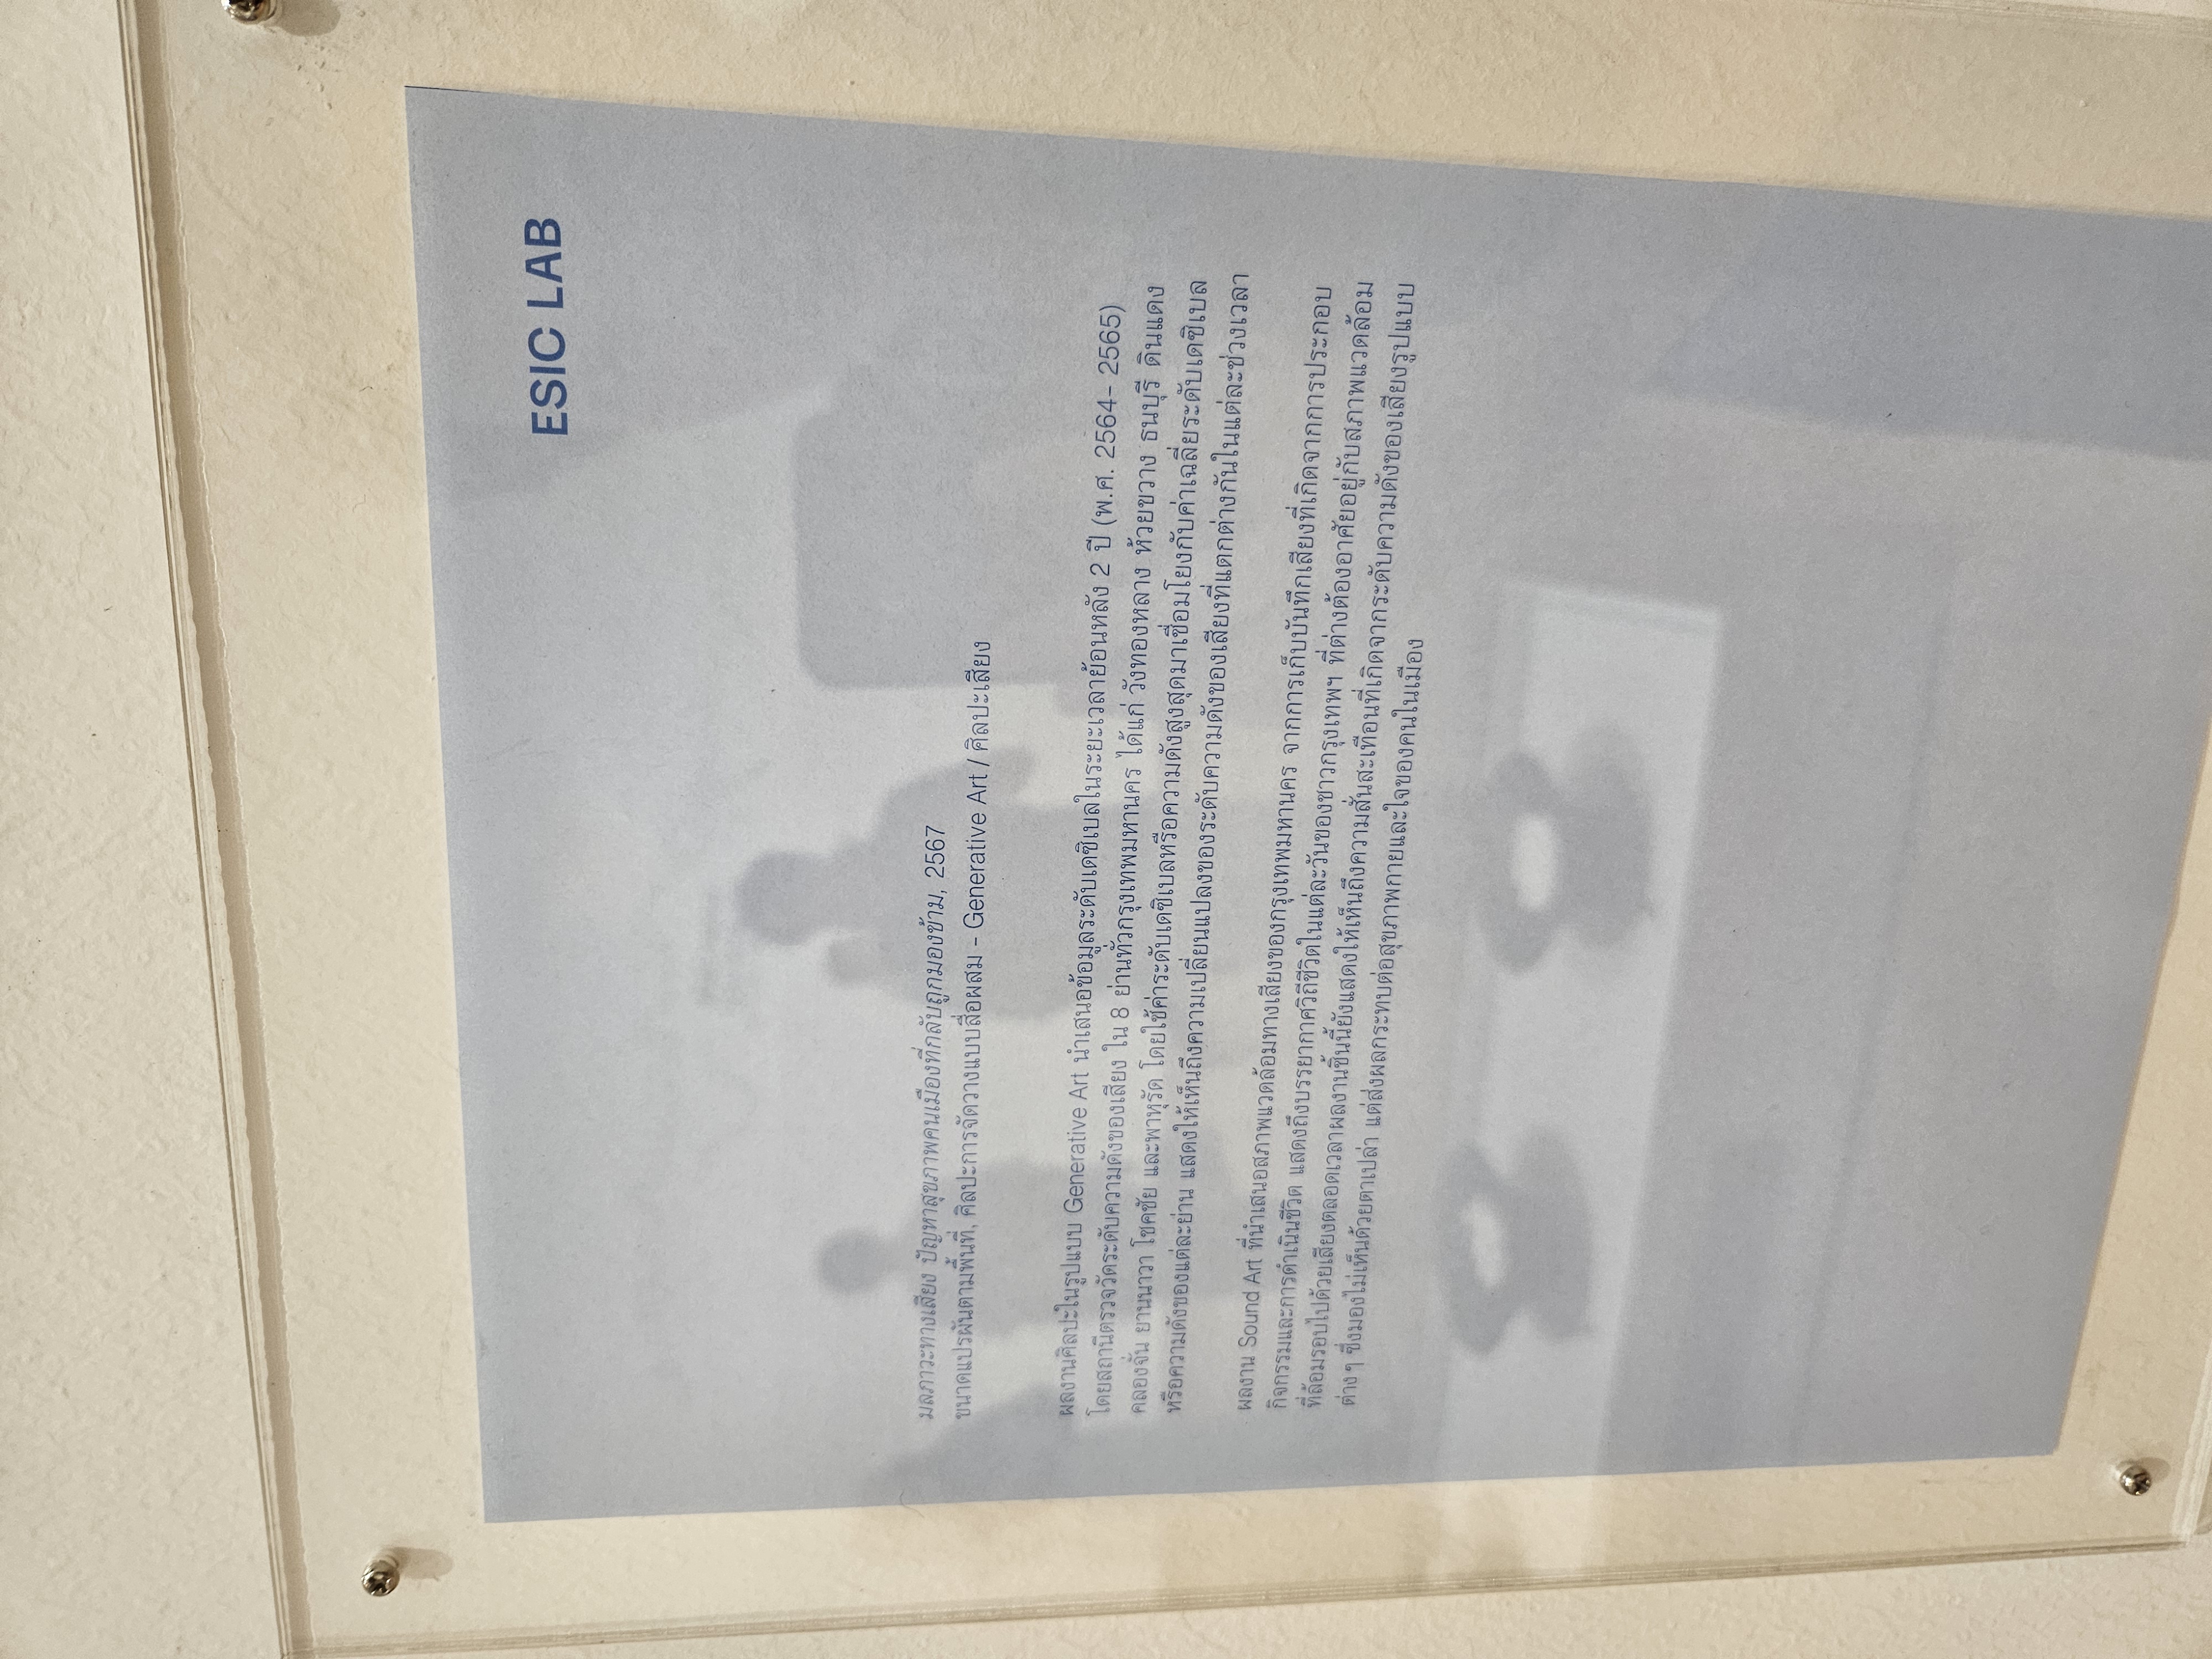 ESIC LAB
มลภาวะทางเสียง ปัญหาสุขภาพคนเมืองที่กลับถูกมองข้าม, 2567
ขนาดแปรผันตามพื้นที่, ศิลปะการจัดวางแบบสื่อผสม - Generative Art / ศิลปะเสียง
ผลงานศิลปะในรูปแบบ Generative Art นำเสนอข้อมูลระดับเดซิเบลในระยะเวลาย้อนหลัง 2 ปี (พ.ศ. 2564- 2565)
โดยสถานีตรวจวัดระดับความดังของเสียง ใน 8 ย่านทั่วกรุงเทพมหานคร ได้แก่ วังทองหลาง ห้วยขวาง ธนบุรี ดินแดง
คลองจั่น ยานนาวา โชคชัย และพาหุรัด โดยใช้ค่าระดับเดซิเบลหรือความดังสูงสุดมาเชื่อมโยงกับค่าเฉลี่ยระดับเดซิเบล
หรือความดังของแต่ละย่าน แสดงให้เห็นถึงความเปลี่ยนแปลงของระดับความดังของเสียงที่แตกต่างกันในแต่ละช่วงเวลา
ผลงาน Sound Art ที่นำเสนอสภาพแวดล้อมทางเสียงของกรุงเทพมหานคร จากการเก็บบันทึกเสียงที่เกิดจากการประกอบ
กิจกรรมและการดำเนินชีวิต แสดงถึงบรรยากาศวิถีชีวิตในแต่ละวันของชาวกรุงเทพฯ ที่ต่างต้องอาศัยอยู่กับสภาพแวดล้อม
ที่ล้อมรอบไปด้วยเสียงตลอดเวลาผลงานชิ้นนี้ยังแสดงให้เห็นถึงความสั่นสะเทือนที่เกิดจากระดับความดังของเสียงรูปแบบ
ต่างๆ ซึ่งมองไม่เห็นด้วยตาเปล่า แต่ส่งผลกระทบต่อสุขภาพกายและใจของคนในเมือง